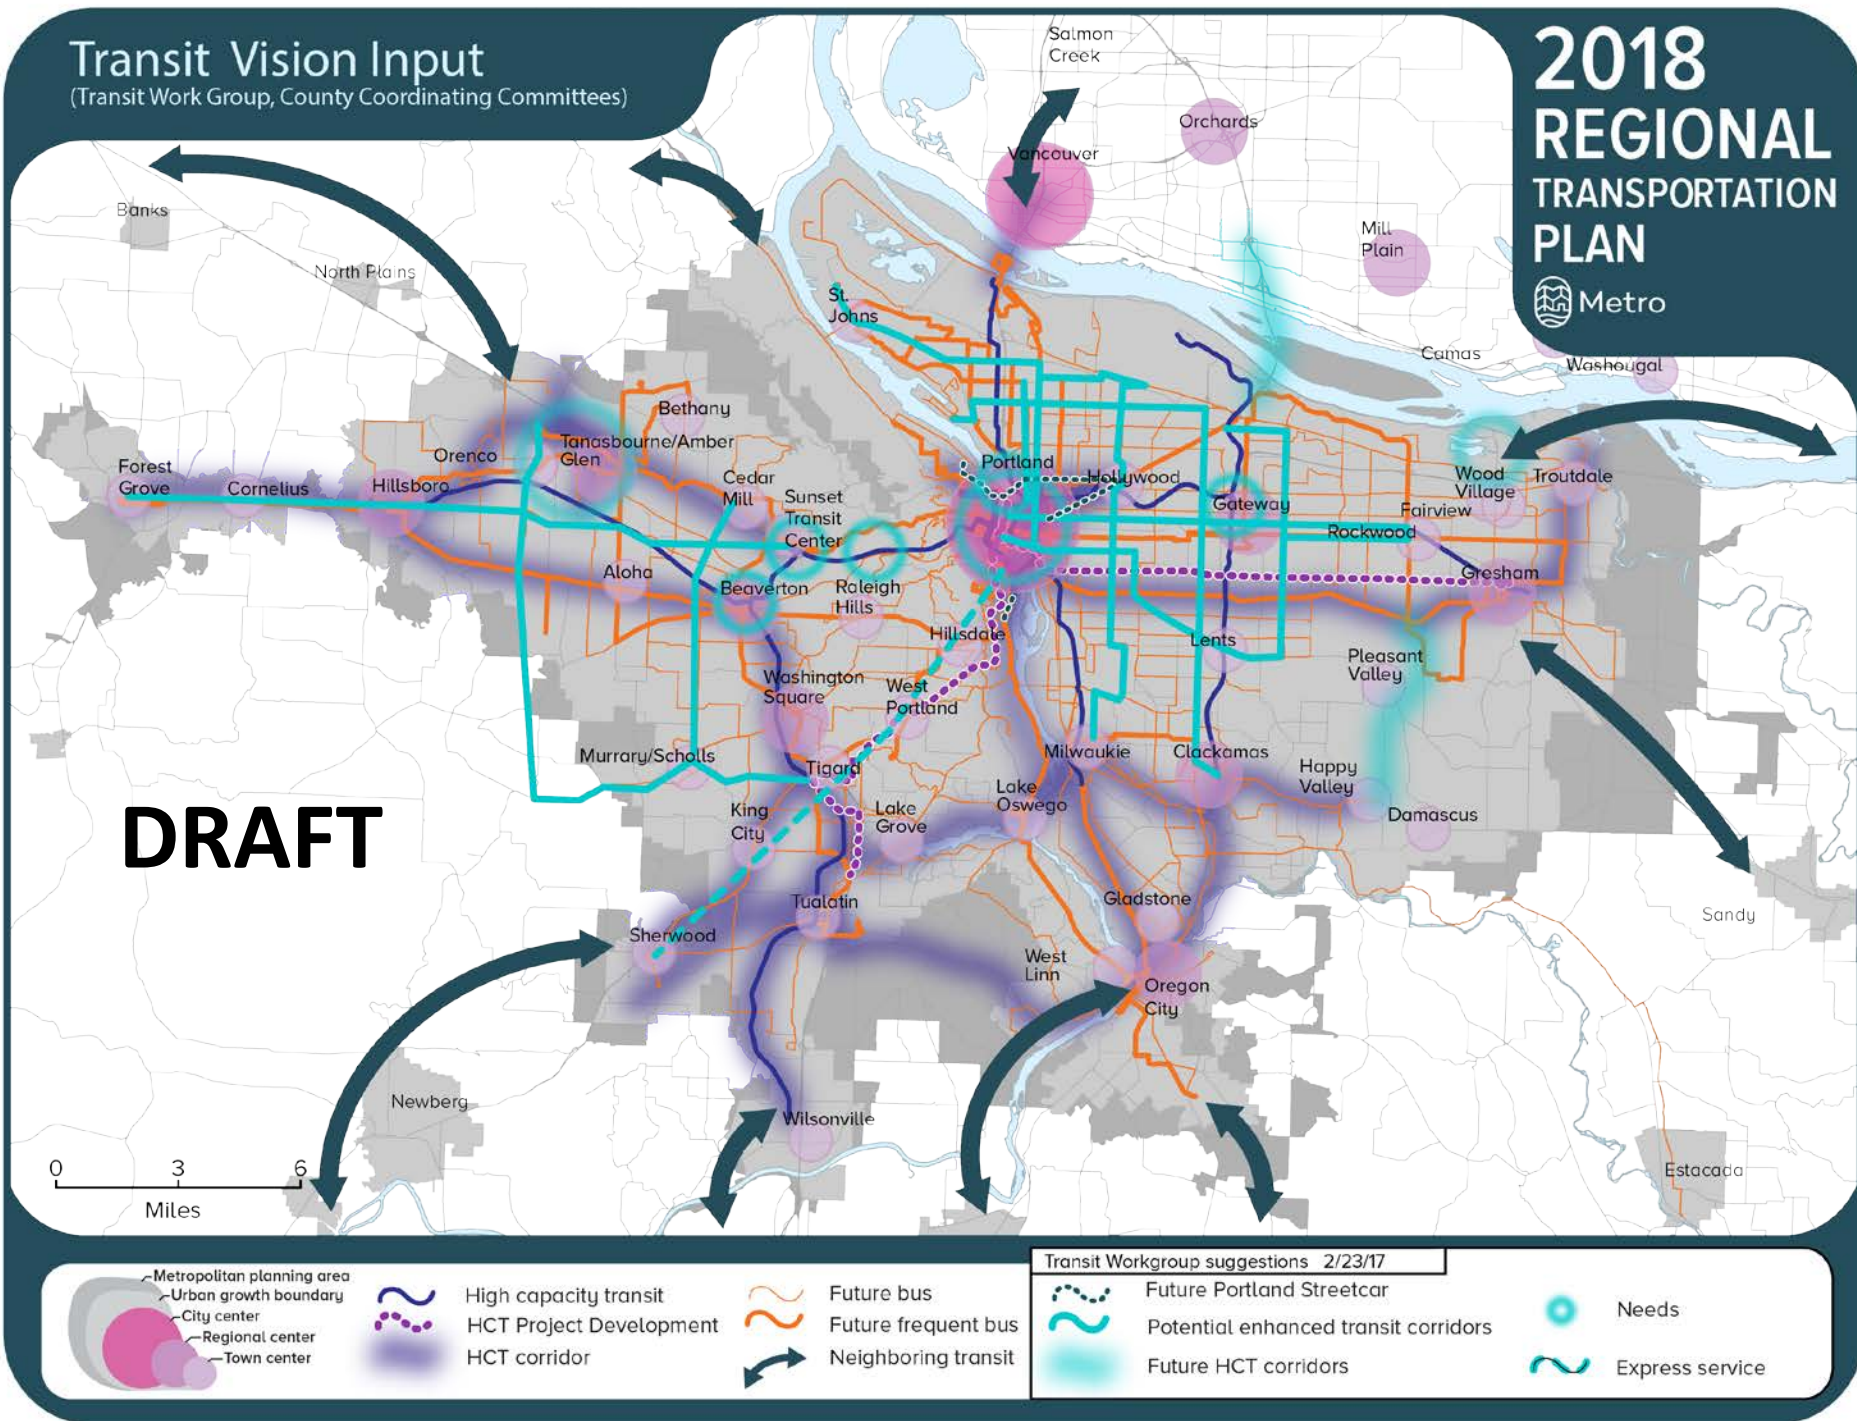 Transit Vision Input
(Transit Work Group, County Coordinating Committees)
2018
REGIONAL
TRANSPORTATION
PLAN
Metro
Salmon
Creek
Orchards
Vancouver
Mill
Plain
Banks
North Plains
St.
Johns
Camas
Washougal
Bethany
Tanasbourne/Amber
Glen
Orenco
Forest
Grove
Cornelius
Hillsboro
Cedar
Mill
Sunset
Transit
Center
Portland
Hollywood
Gateway
Wood
Village
Troutdale
Fairview
Rockwood
Gresham
Aloha
Beaverton
Raleigh
Hills
Hillsdale
Lents
Pleasant
Valley
Washington
Square
West
Portland
Murrary/Scholls
Tigard
Milwaukie
Clackamas
Happy
Valley
King
City
Lake
Grove
Lake
Oswego
Damascus
DRAFT
Tualatin
Gladstone
Sherwood
West
Linn
Oregon
City
Sandy
Newberg
Wilsonville
Estacada
0 3 6
Miles
Metropolitan planning area
Urban growth boundary
City center
Regional center
Town center
High capacity transit
HCT Project Development
HCT corridor
Future bus
Future frequent bus
Neighboring transit
Transit Workgroup suggestions 2/23/17
Future Portland Streetcar
Potential enhanced transit corridors
Future HCT corridors
Needs
Express service